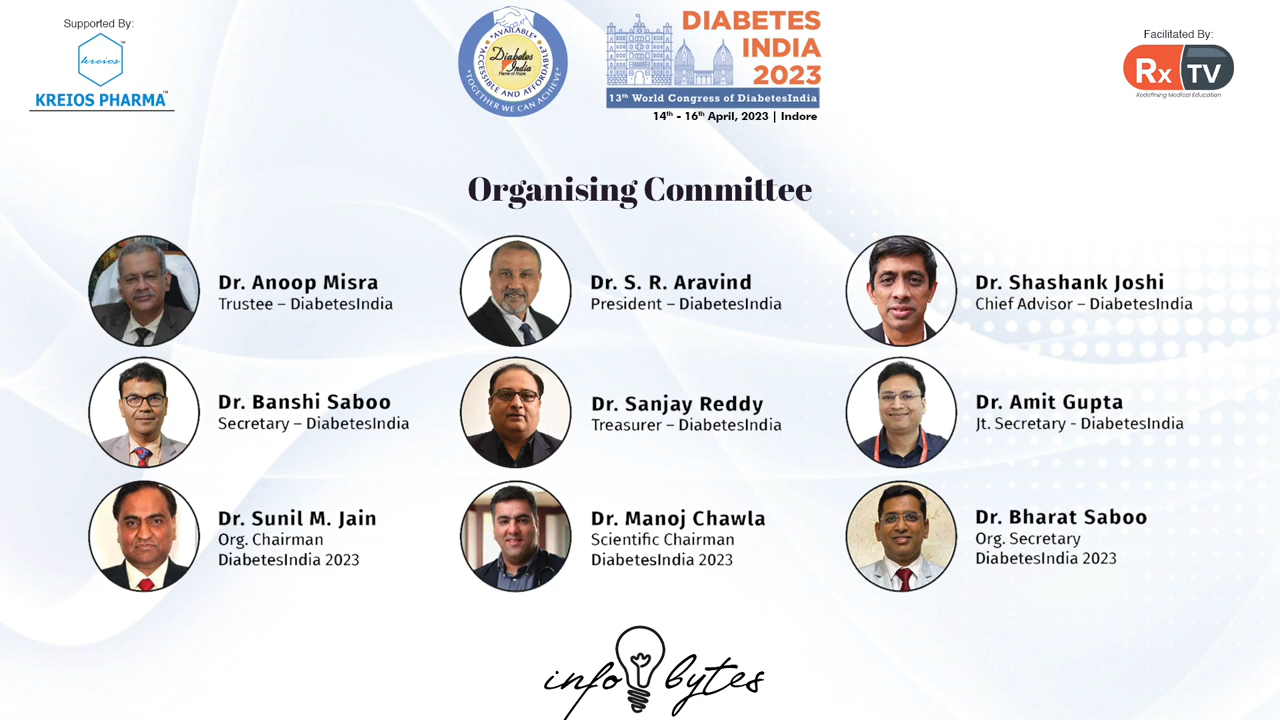 Supported By:
kreios
KREIOS PHARMA™
"AVAILABLE"
"ACCESSIBLE AND AFFORDABLE"
Diabetes
India
"TOGETHER WE CAN ACHIEVE"
DIABETES
INDIA
2023
13th World Congress of DiabetesIndia
14th - 16th April, 2023 | Indore
Facilitated By:
Rx TV
Redefining Medical Education
Organising Committee
Dr. Anoop Misra
Trustee – DiabetesIndia
Dr. S. R. Aravind
President – DiabetesIndia
Dr. Shashank Joshi
Chief Advisor – DiabetesIndia
Dr. Banshi Saboo
Secretary – DiabetesIndia
Dr. Sanjay Reddy
Treasurer – DiabetesIndia
Dr. Amit Gupta
Jt. Secretary - DiabetesIndia
Dr. Sunil M. Jain
Org. Chairman
DiabetesIndia 2023
Dr. Manoj Chawla
Scientific Chairman
DiabetesIndia 2023
Dr. Bharat Saboo
Org. Secretary
DiabetesIndia 2023
info bytes